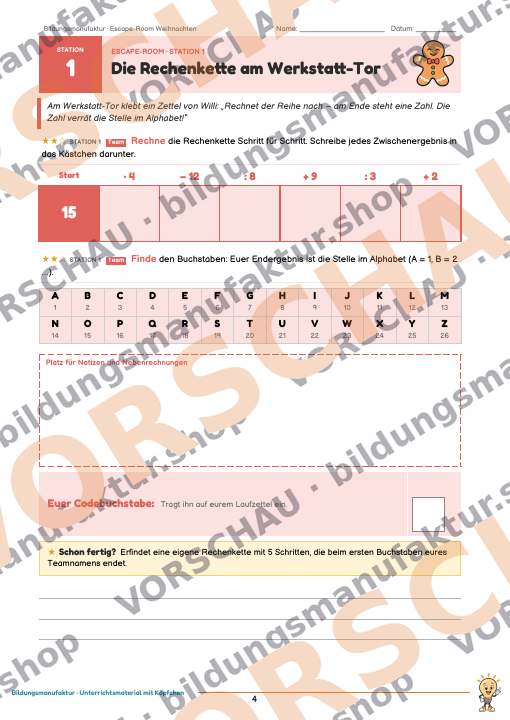 Bildungsmanufaktur · Escape-Room Weihnachten Name: Datum:
STATION
1
ESCAPE-ROOM · STATION 1
Die Rechenkette am Werkstatt-Tor
Am Werkstatt-Tor klebt ein Zettel von Willi: „Rechnet der Reihe nach – am Ende steht eine Zahl. Die
Zahl verrät die Stelle im Alphabet!“
★★ STATION 1 Team Rechne die Rechenkette Schritt für Schritt. Schreibe jedes Zwischenergebnis in
das Kästchen darunter.
Start · 4 − 12 : 8 + 9 : 3 + 2
15
★★ STATION 1 Team Finde den Buchstaben: Euer Endergebnis ist die Stelle im Alphabet (A = 1, B = 2
...).
A B C D E F G H I J K L M
1 2 3 4 5 6 7 8 9 10 11 12 13
N O P Q R S T U V W X Y Z
14 15 16 17 18 19 20 21 22 23 24 25 26
Platz für Notizen und Nebenrechnungen
Euer Codebuchstabe: Tragt ihn auf eurem Laufzettel ein.
★ Schon fertig? Erfindet eine eigene Rechenkette mit 5 Schritten, die beim ersten Buchstaben eures
Teamnamens endet.
Bildungsmanufaktur · Unterrichtsmaterial mit Köpfchen
4
VORSCHAU · bildungsmanufaktur.shop